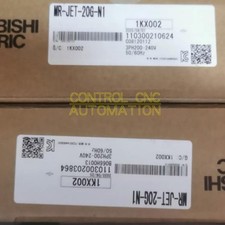 BISHI
RIC
MR-JET-20G-N1
1KX002
110300210624
G/C 1KX002
3PH200-240V
50/60Hz
CONTROL CNC
AUTOMATION
1KX002
110300203864
3PH200-240V
50/60Hz
G/C 1KX002
MR-JET-20G-N1